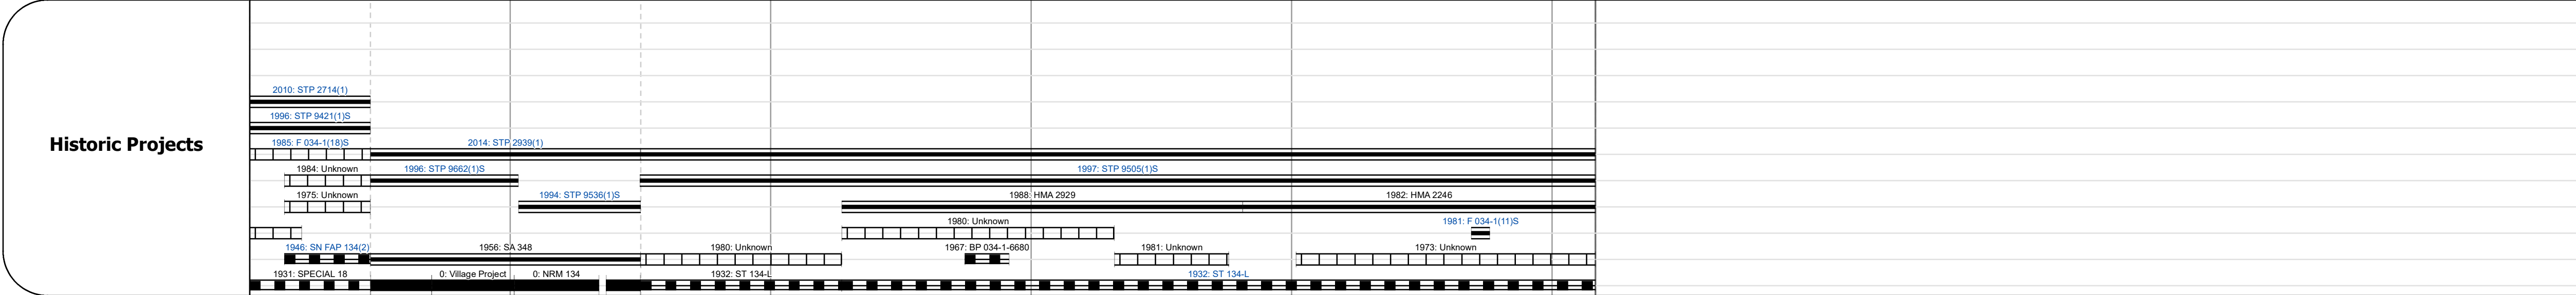 Historic Projects
2010: STP 2714(1)
1996: STP 9421(1)S
1985: F 034-1(18)S 2014: STP 2939(1)
1984: Unknown 1996: STP 9662(1)S 1997: STP 9505(1)S
1975: Unknown 1994: STP 9536(1)S 1988: HMA 2929 1982: HMA 2246
1980: Unknown 1981: F 034-1(11)S
1946: SN FAP 134(2) 1956: SA 348 1980: Unknown 1967: BP 034-1-6680 1981: Unknown 1973: Unknown
1931: SPECIAL 18 0: Village Project 0: NRM 134 1932: ST 134-L 1932: ST 134-L